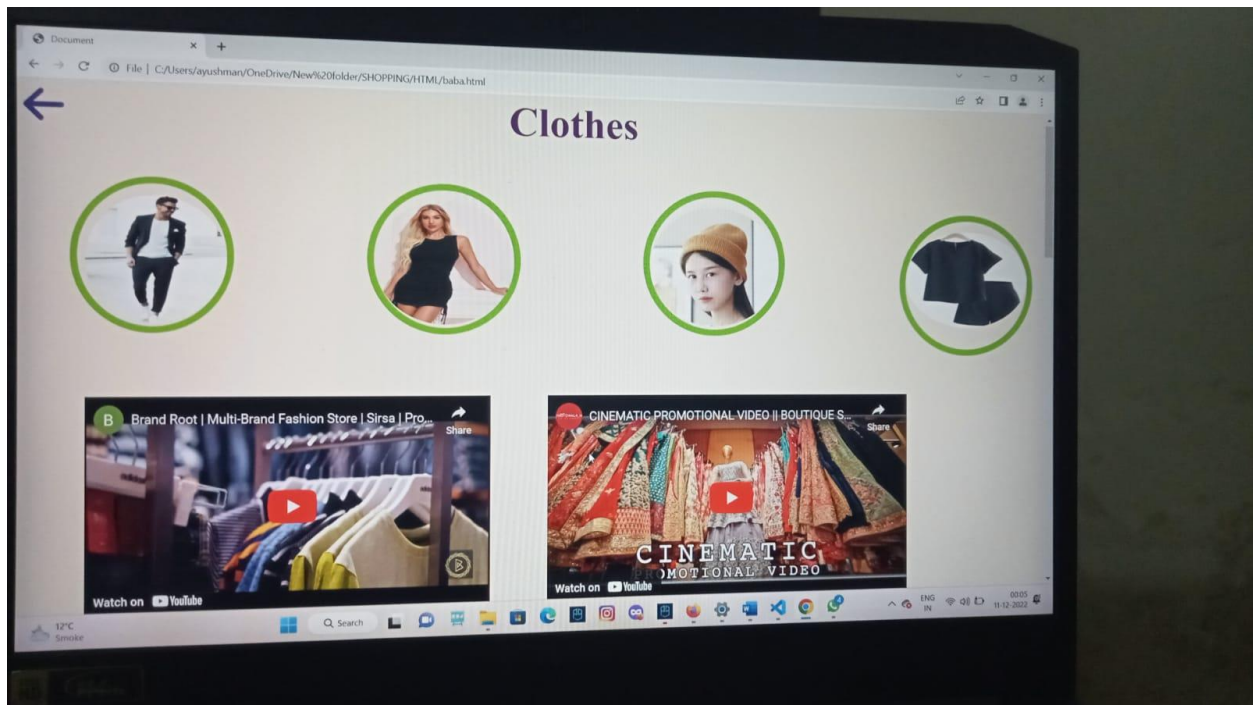 Document
File | C:/Users/ayushman/OneDrive/New%20folder/SHOPPING/HTML/baba.html
Clothes
B Brand Root | Multi-Brand Fashion Store | Sirsa | Pro...
Share
Watch on YouTube
CINEMATIC PROMOTIONAL VIDEO || BOUTIQUE S...
Share
CINEMATIC
PROMOTIONAL VIDEO
Watch on YouTube
12°C
Smoke
Search
ENG
IN
00:05
11-12-2022